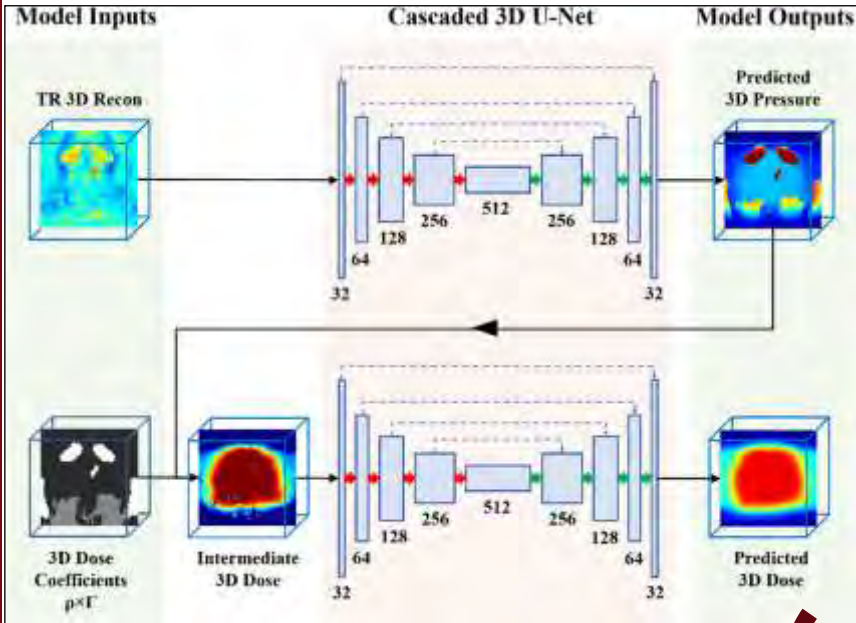 Model Inputs
Cascaded 3D U-Net
Model Outputs
TR 3D Recon
Predicted
3D Pressure
32
64
128
256
512
256
128
64
32
3D Dose
Coefficients
ρ×Γ
Intermediate
3D Dose
32
64
128
256
512
256
128
64
32
Predicted
3D Dose